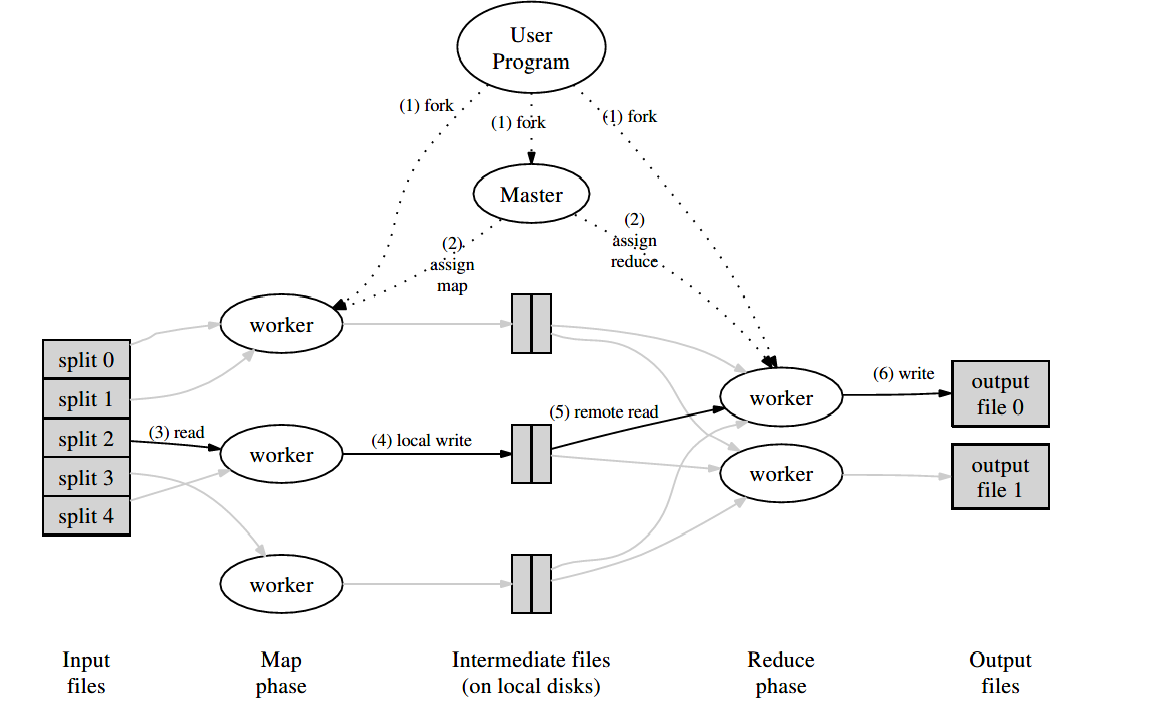 User
Program
(1) fork
(1) fork
(1) fork
Master
(2)
assign
map
(2)
assign
reduce
worker
split 0
split 1
split 2
split 3
split 4
(3) read
worker
(4) local write
(5) remote read
worker
(6) write
output
file 0
worker
output
file 1
worker
Input
files
Map
phase
Intermediate files
(on local disks)
Reduce
phase
Output
files